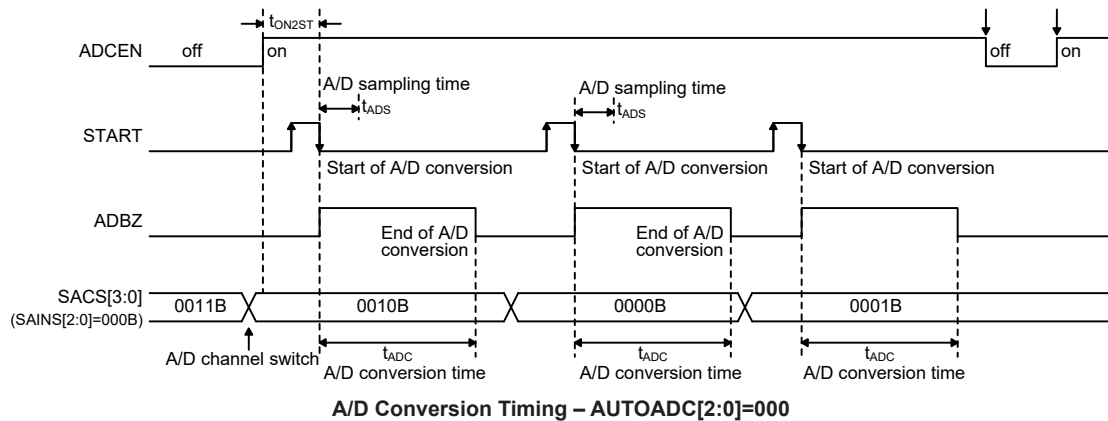 tON2ST
ADCEN
off
on
off
on
A/D sampling time
A/D sampling time
tADS
tADS
START
Start of A/D conversion
Start of A/D conversion
Start of A/D conversion
ADBZ
End of A/D
conversion
End of A/D
conversion
SACS[3:0]
(SAINS[2:0]=000B)
0011B
0010B
0000B
0001B
A/D channel switch
tADC
A/D conversion time
tADC
A/D conversion time
tADC
A/D conversion time
A/D Conversion Timing – AUTOADC[2:0]=000